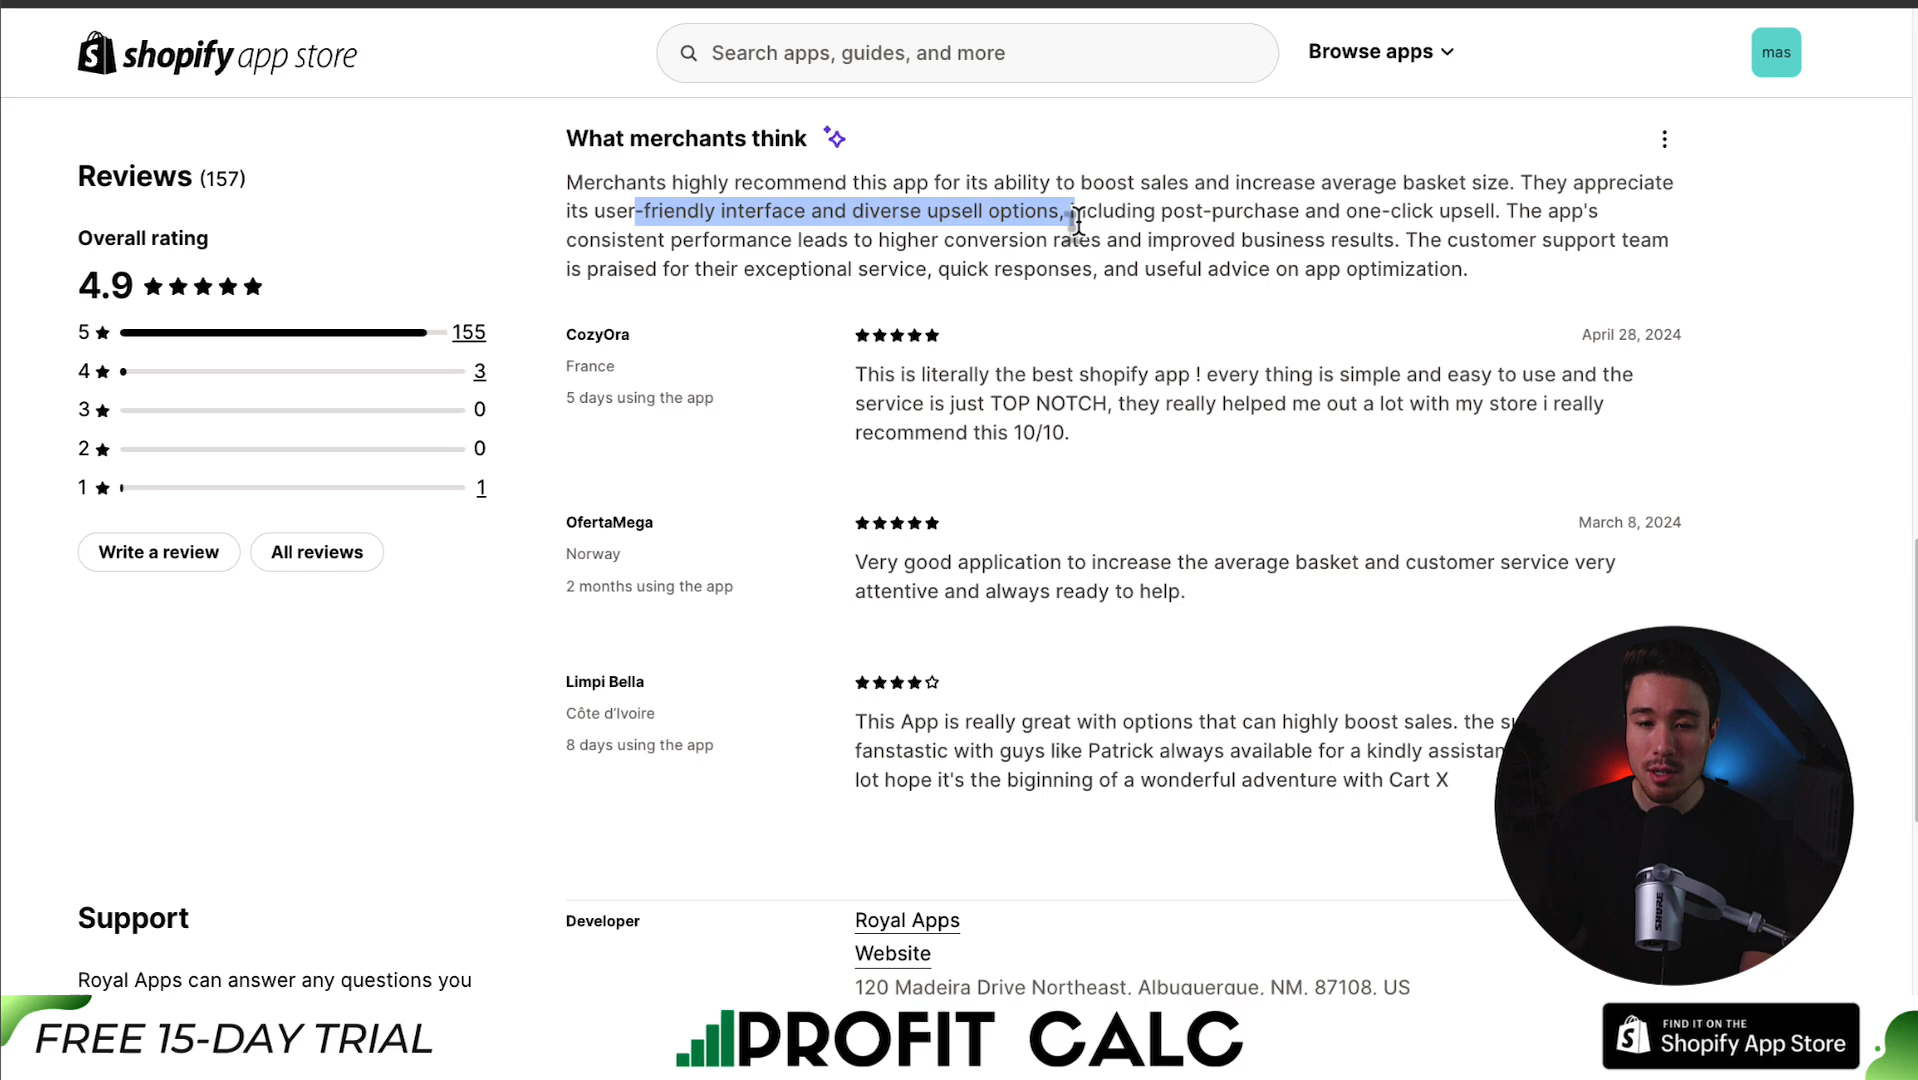 shopify app store
Search apps, guides, and more
Browse apps
mas
Reviews (157)
Overall rating
4.9
5 155
4 3
3 0
2 0
1 1
Write a review
All reviews
What merchants think
Merchants highly recommend this app for its ability to boost sales and increase average basket size. They appreciate
its user-friendly interface and diverse upsell options, including post-purchase and one-click upsell. The app's
consistent performance leads to higher conversion rates and improved business results. The customer support team
is praised for their exceptional service, quick responses, and useful advice on app optimization.
CozyOra
France
5 days using the app
April 28, 2024
This is literally the best shopify app ! every thing is simple and easy to use and the
service is just TOP NOTCH, they really helped me out a lot with my store i really
recommend this 10/10.
OfertaMega
Norway
2 months using the app
March 8, 2024
Very good application to increase the average basket and customer service very
attentive and always ready to help.
Limpi Bella
Côte d'Ivoire
8 days using the app
This App is really great with options that can highly boost sales. the
fanstastic with guys like Patrick always available for a kindly
lot hope it's the biginning of a wonderful adventure with Cart X
Support
Royal Apps can answer any questions you
Developer
Royal Apps
Website
120 Madeira Drive Northeast, Albuquerque, NM, 87108, US
SHURE
FREE 15-DAY TRIAL
PROFIT CALC
FIND IT ON THE
Shopify App Store